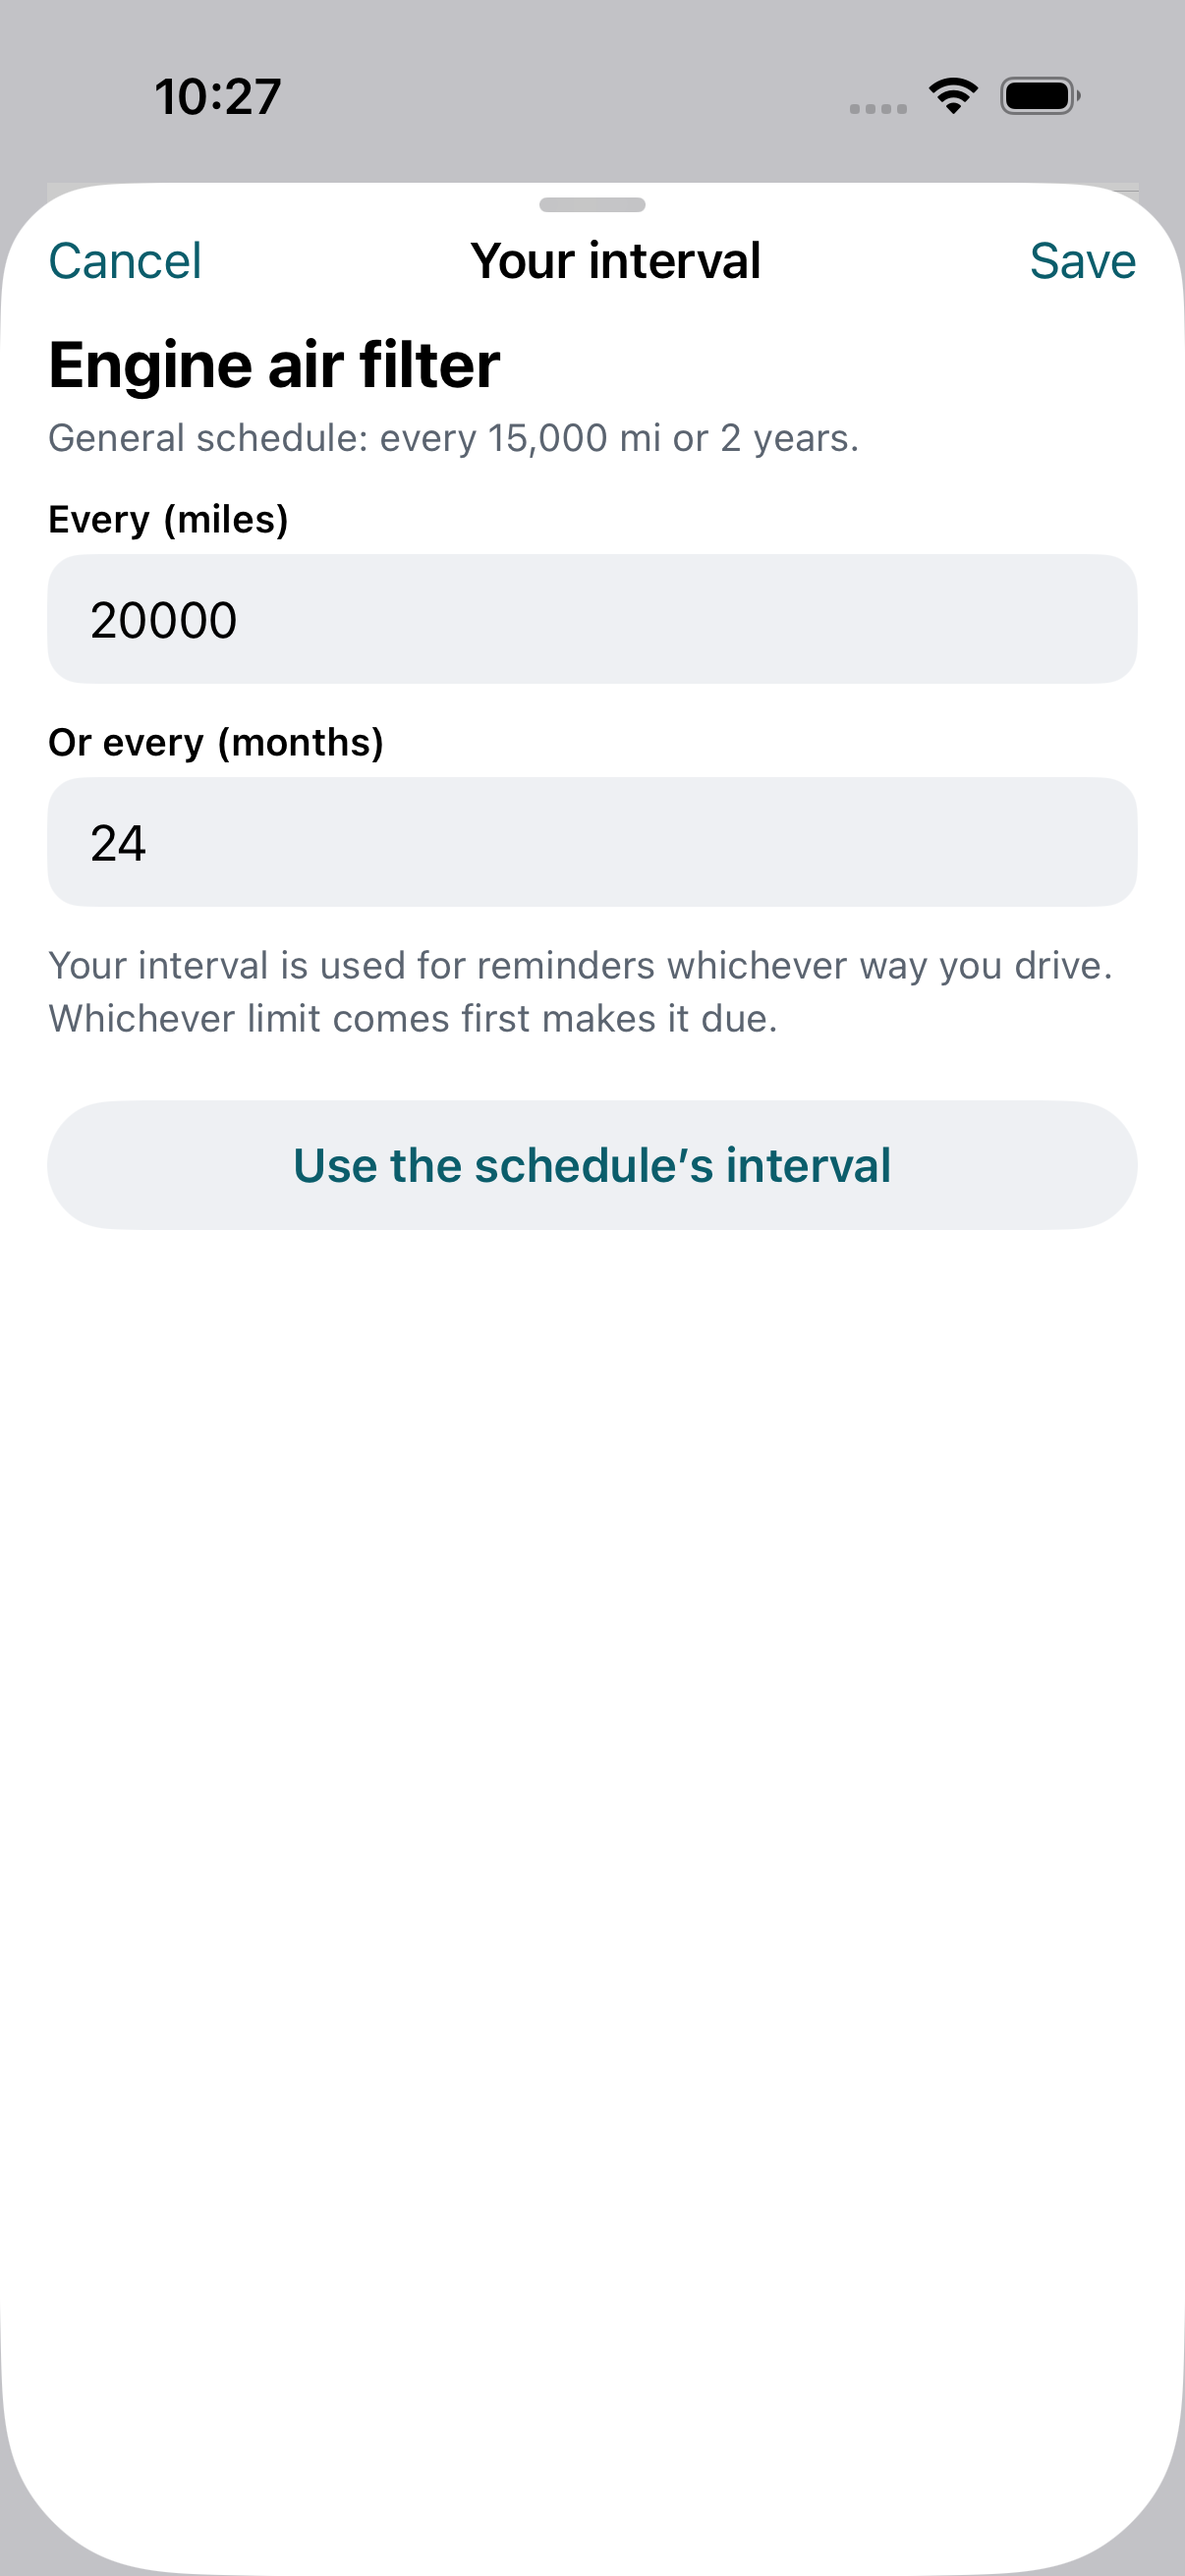 10:27
Cancel
Your interval
Save
Engine air filter
General schedule: every 15,000 mi or 2 years.
Every (miles)
20000
Or every (months)
24
Your interval is used for reminders whichever way you drive.
Whichever limit comes first makes it due.
Use the schedule’s interval